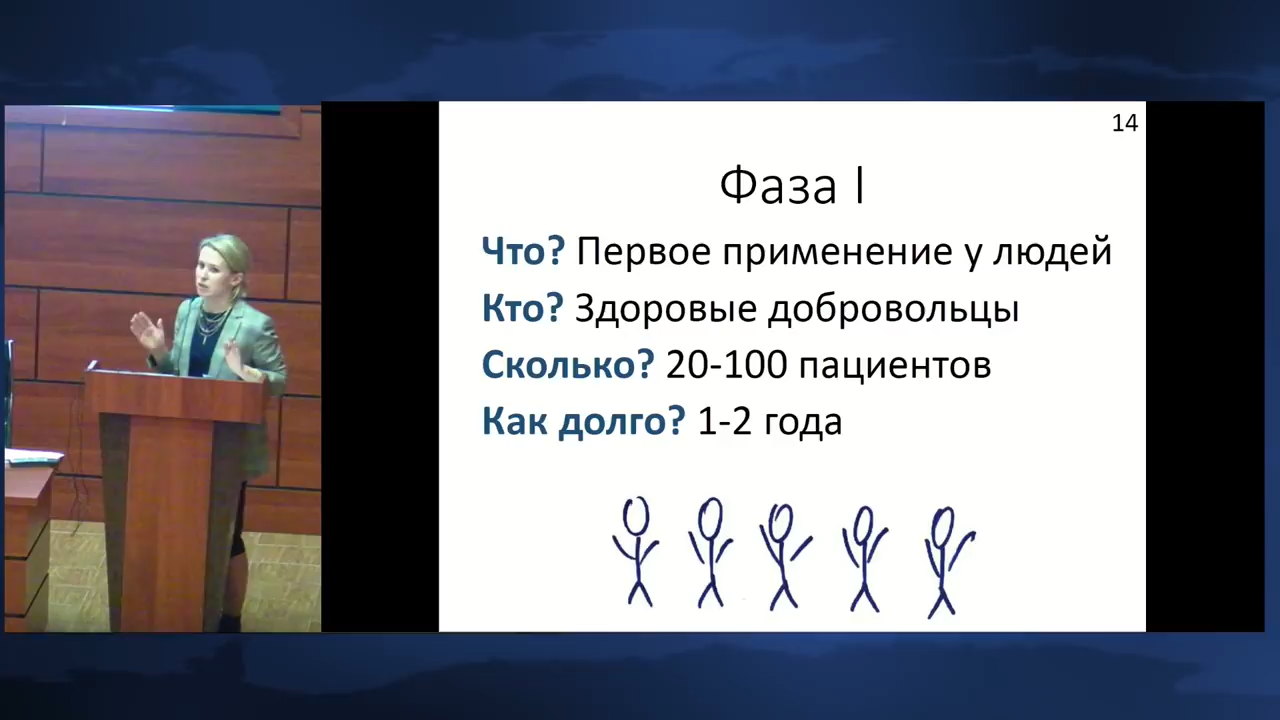 14
Фаза I
Что? Первое применение у людей
Кто? Здоровые добровольцы
Сколько? 20-100 пациентов
Как долго? 1-2 года